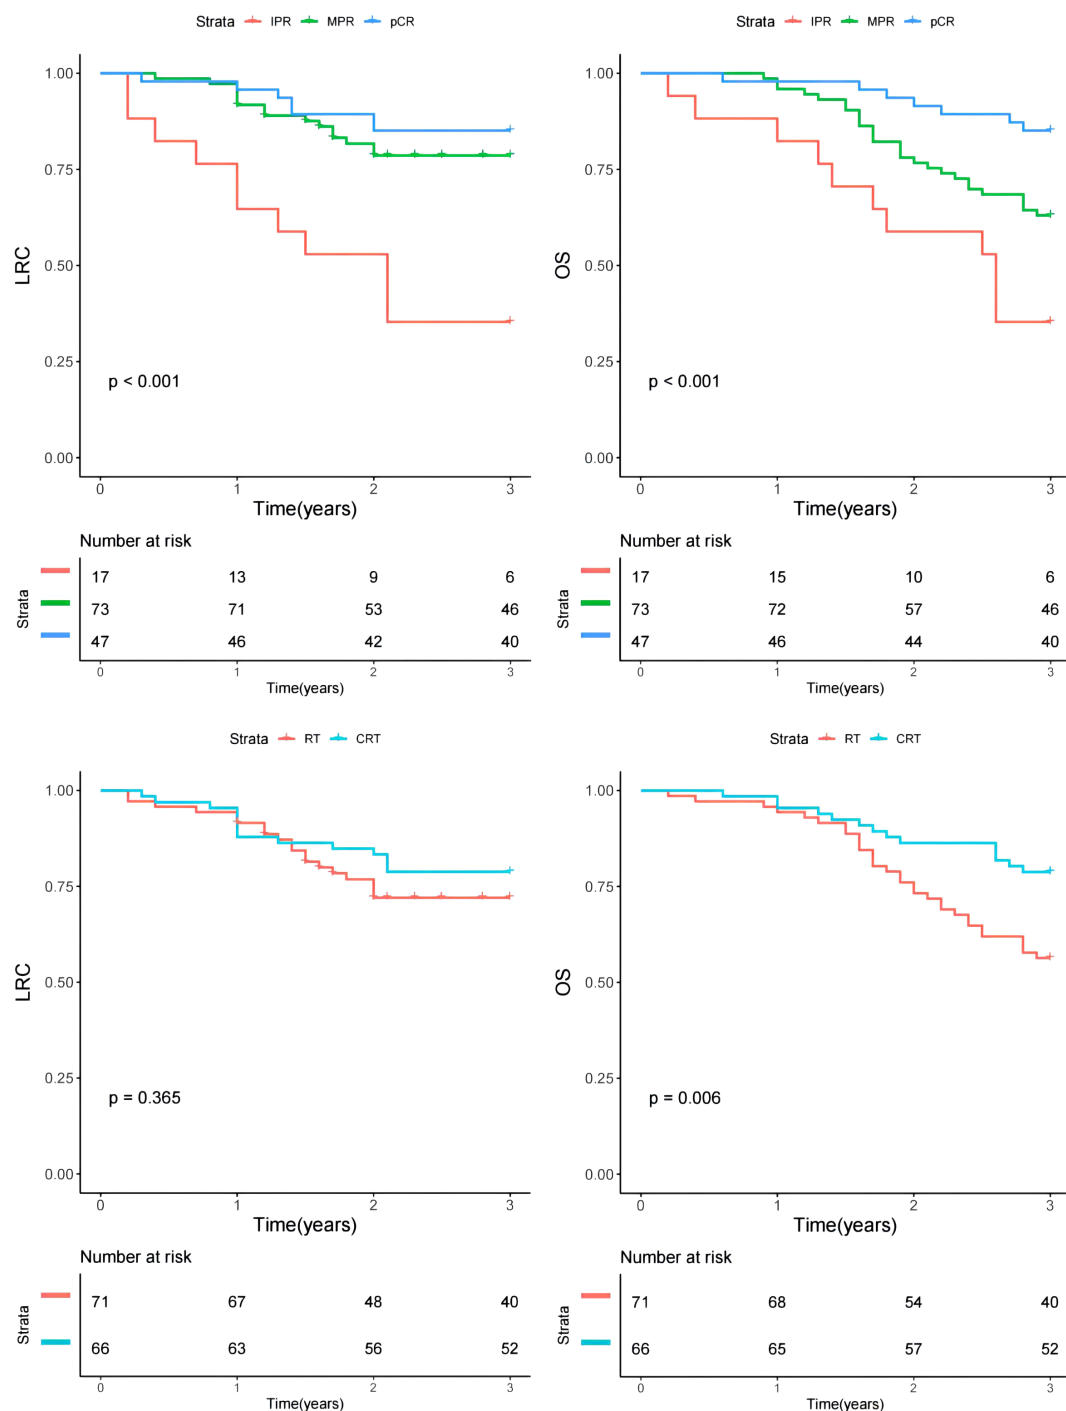 Strata IPR MPR pCR
1.00
0.75
0.50
0.25
0.00
LRC
p < 0.001
0 1 2 3
Time(years)
Number at risk
Strata
17 13 9 6
73 71 53 46
47 46 42 40
0 1 2 3
Time(years)
Strata IPR MPR pCR
1.00
0.75
0.50
0.25
0.00
OS
p < 0.001
0 1 2 3
Time(years)
Number at risk
Strata
17 15 10 6
73 72 57 46
47 46 44 40
0 1 2 3
Time(years)
Strata RT CRT
1.00
0.75
0.50
0.25
0.00
LRC
p = 0.365
0 1 2 3
Time(years)
Number at risk
Strata
71 67 48 40
66 63 56 52
0 1 2 3
Time(years)
Strata RT CRT
1.00
0.75
0.50
0.25
0.00
OS
p = 0.006
0 1 2 3
Time(years)
Number at risk
Strata
71 68 54 40
66 65 57 52
0 1 2 3
Time(years)